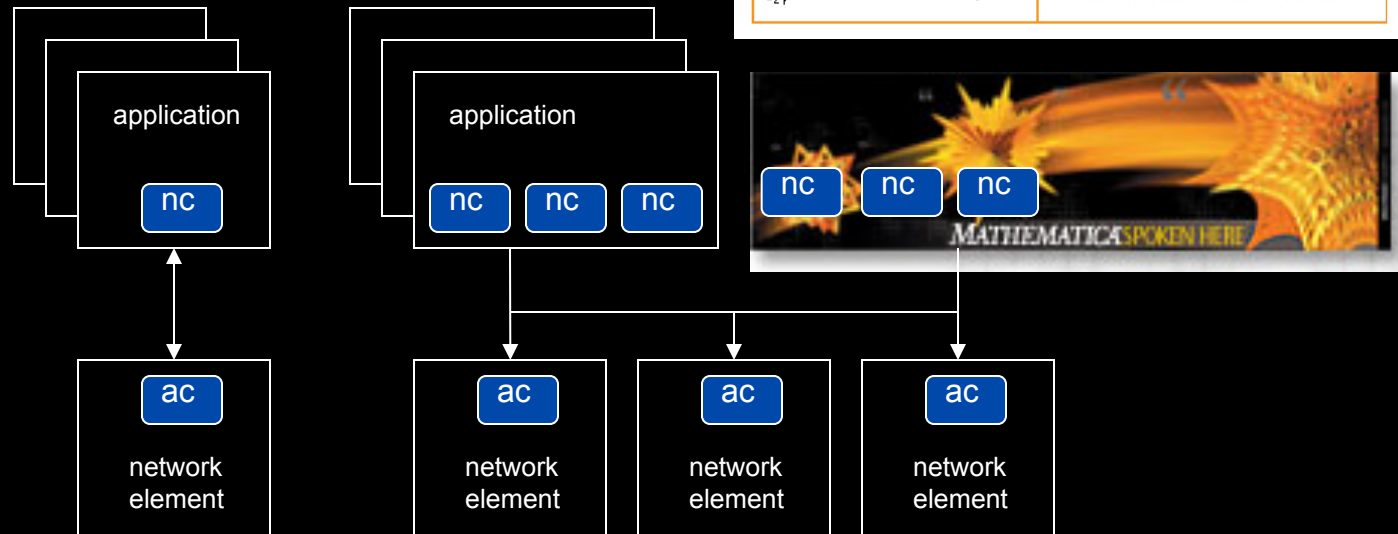 application
application
nc
nc
nc
nc
nc
nc
nc
MATHEMATICA SPOKEN HERE
ac
ac
ac
ac
network
element
network
element
network
element
network
element